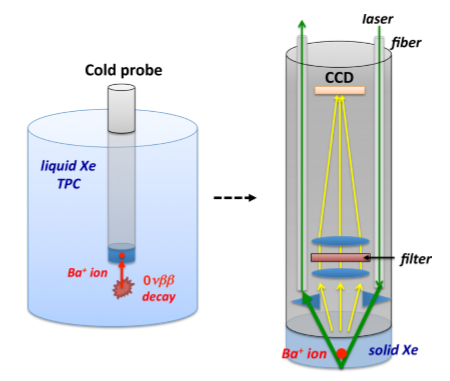 Cold probe
liquid Xe
TPC
Ba⁺ ion
0νββ
decay
laser
fiber
CCD
filter
Ba⁺ ion
solid Xe